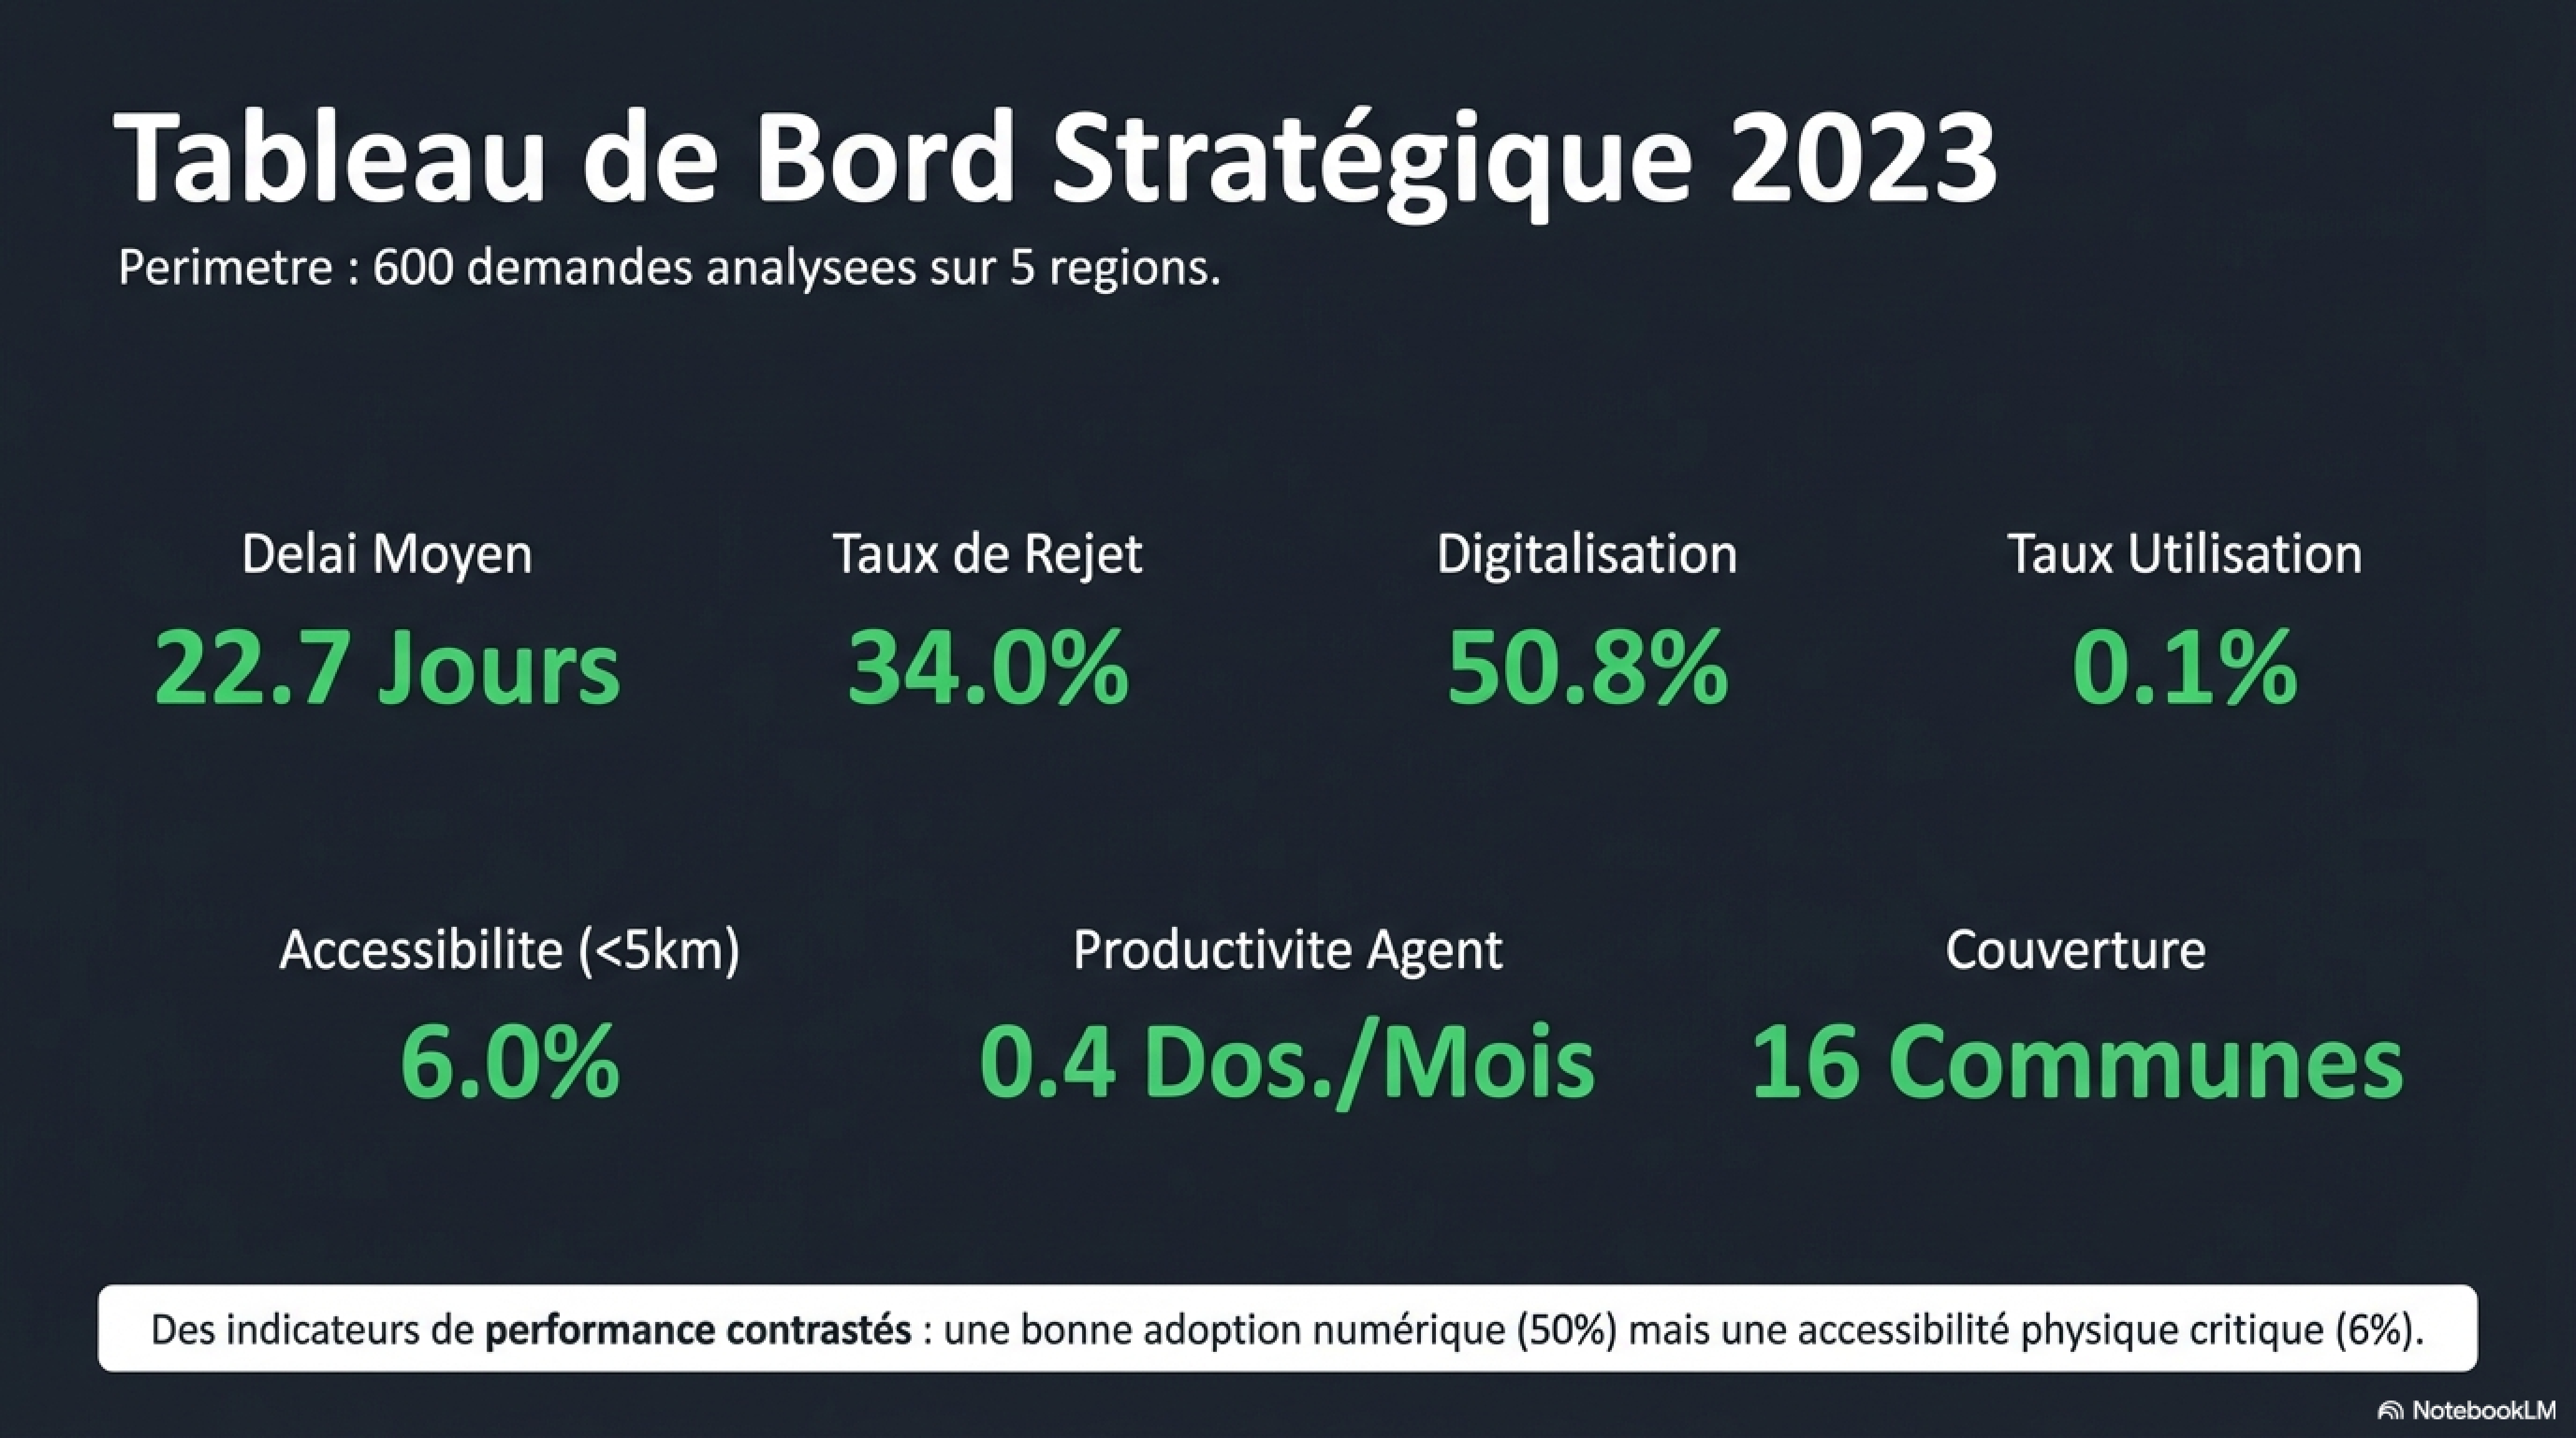 Tableau de Bord Stratégique 2023
Perimetre : 600 demandes analysees sur 5 regions.
Delai Moyen
22.7 Jours
Taux de Rejet
34.0%
Digitalisation
50.8%
Taux Utilisation
0.1%
Accessibilite (<5km)
6.0%
Productivite Agent
0.4 Dos./Mois
Couverture
16 Communes
Des indicateurs de performance contrastés : une bonne adoption numérique (50%) mais une accessibilité physique critique (6%).
NotebookLM